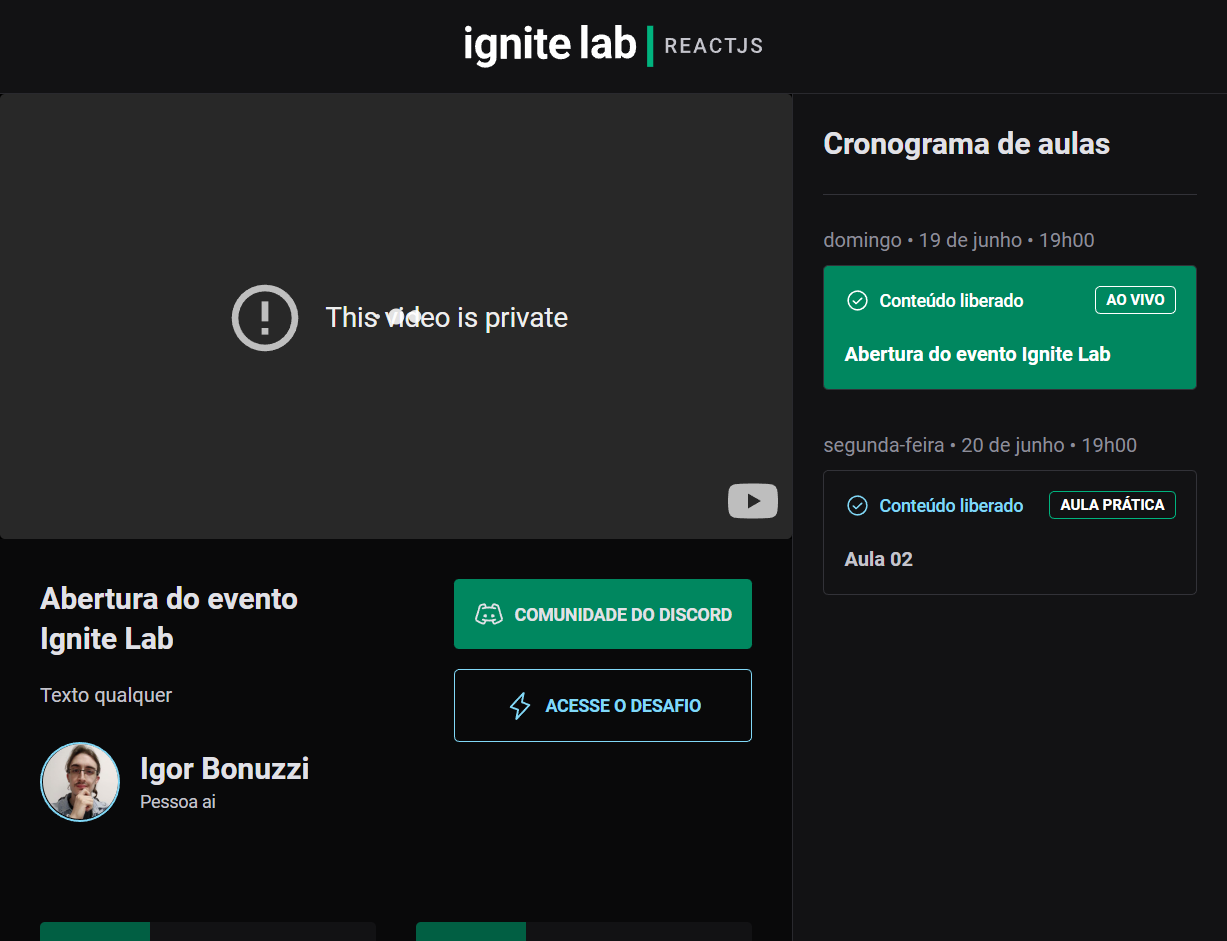 ignite lab REACTJS
This video is private
Abertura do evento
Ignite Lab
Texto qualquer
Igor Bonuzzi
Pessoa ai
COMUNIDADE DO DISCORD
ACESSE O DESAFIO
Cronograma de aulas
domingo • 19 de junho • 19h00
Conteúdo liberado AO VIVO
Abertura do evento Ignite Lab
segunda-feira • 20 de junho • 19h00
Conteúdo liberado AULA PRÁTICA
Aula 02